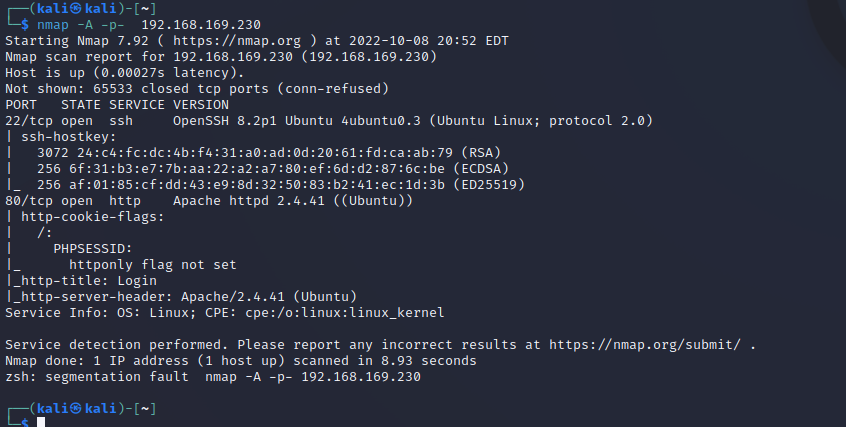 ┌──(kali㉿kali)-[~]
└─$ nmap -A -p-  192.168.169.230
Starting Nmap 7.92 ( https://nmap.org ) at 2022-10-08 20:52 EDT
Nmap scan report for 192.168.169.230 (192.168.169.230)
Host is up (0.00027s latency).
Not shown: 65533 closed tcp ports (conn-refused)
PORT   STATE SERVICE VERSION
22/tcp open  ssh     OpenSSH 8.2p1 Ubuntu 4ubuntu0.3 (Ubuntu Linux; protocol 2.0)
| ssh-hostkey:
|   3072 24:c4:fc:dc:4b:f4:31:a0:ad:0d:20:61:fd:ca:ab:79 (RSA)
|   256 6f:31:b3:e7:7b:aa:22:a2:a7:80:ef:6d:d2:87:6c:be (ECDSA)
|_  256 af:01:85:cf:dd:43:e9:8d:32:50:83:b2:41:ec:1d:3b (ED25519)
80/tcp open  http    Apache httpd 2.4.41 ((Ubuntu))
| http-cookie-flags:
|   /:
|     PHPSESSID:
|_      httponly flag not set
|_http-title: Login
|_http-server-header: Apache/2.4.41 (Ubuntu)
Service Info: OS: Linux; CPE: cpe:/o:linux:linux_kernel

Service detection performed. Please report any incorrect results at https://nmap.org/submit/ .
Nmap done: 1 IP address (1 host up) scanned in 8.93 seconds
zsh: segmentation fault  nmap -A -p- 192.168.169.230

┌──(kali㉿kali)-[~]
└─$